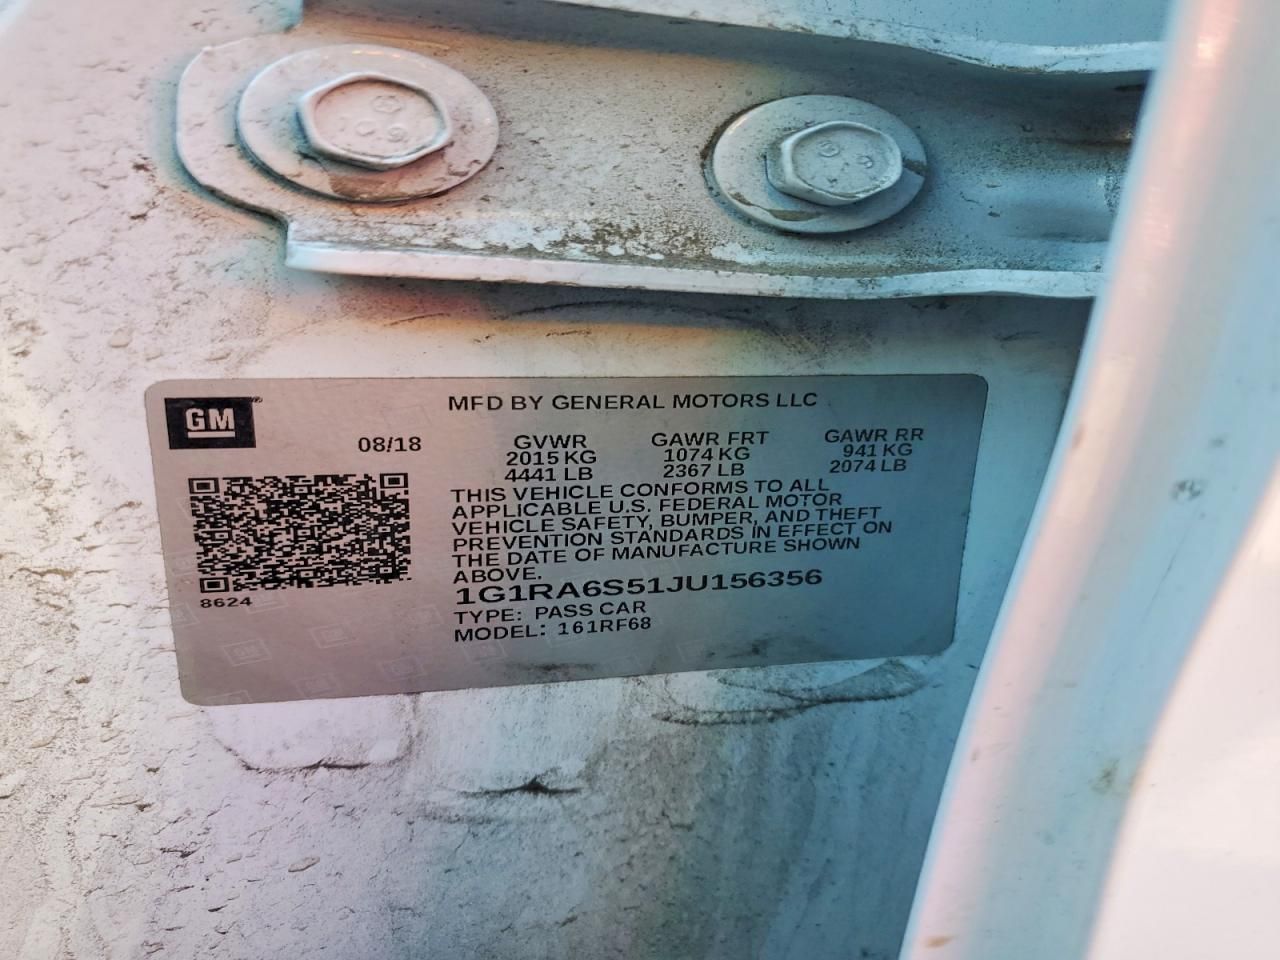 GM
MFD BY GENERAL MOTORS LLC
08/18
GVWR GAWR FRT GAWR RR
2015 KG 1074 KG 941 KG
4441 LB 2367 LB 2074 LB
THIS VEHICLE CONFORMS TO ALL
APPLICABLE U.S. FEDERAL MOTOR
VEHICLE SAFETY, BUMPER, AND THEFT
PREVENTION STANDARDS IN EFFECT ON
THE DATE OF MANUFACTURE SHOWN
ABOVE.
1G1RA6S51JU156356
8624
TYPE: PASS CAR
MODEL: 161RF68